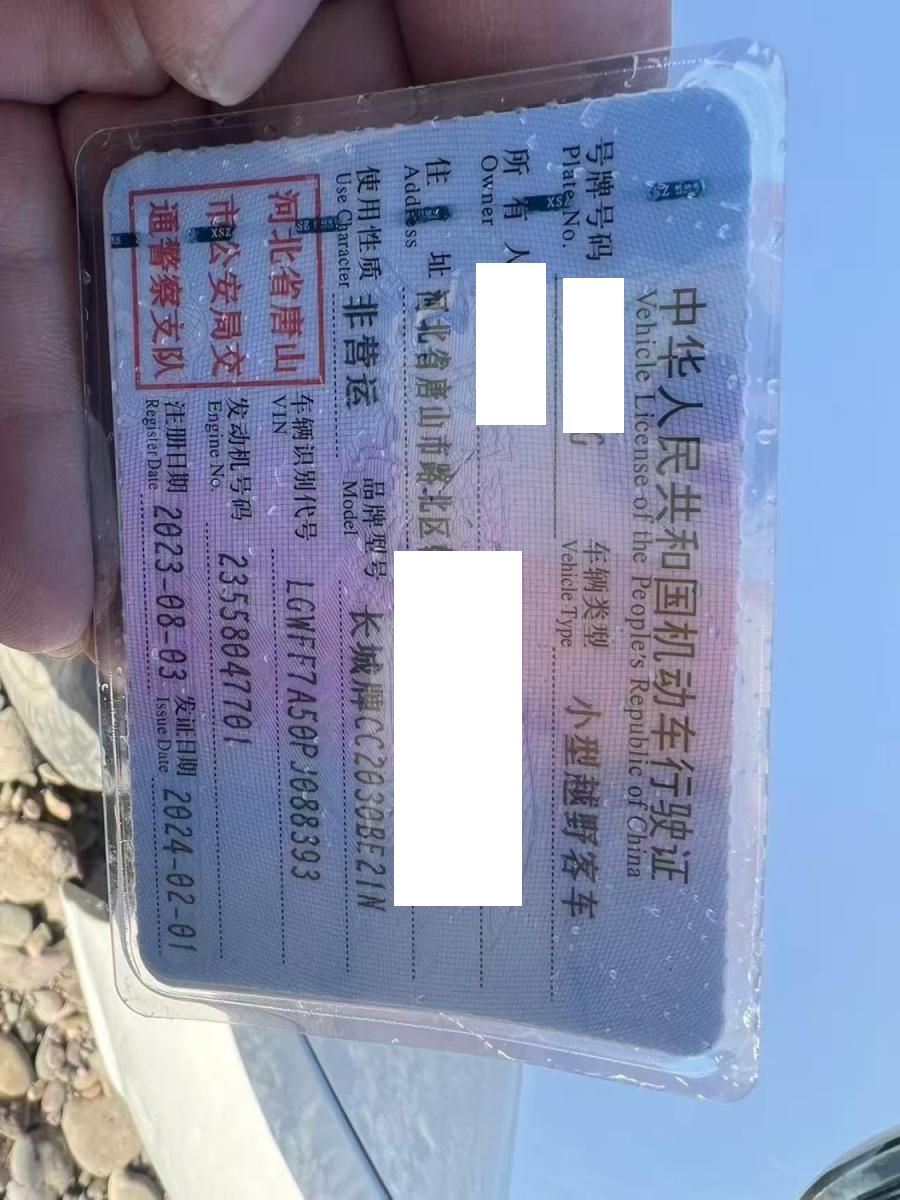 中华人民共和国机动车行驶证
Vehicle License of the People's Republic of China
号牌号码
Plate No.
车辆类型 小型越野客车
Vehicle Type
所有人
Owner
住址 河北省唐山市路北区
Address
使用性质 非营运 品牌型号 长城牌CC2030BE21N
Use Character Model
河北省唐山
市公安局交
通警察支队
车辆识别代号 LGWFF7A50PJ088393
VIN
发动机号码 23558047701
Engine No.
注册日期 2023-08-03 发证日期 2024-02-01
Register Date Issue Date